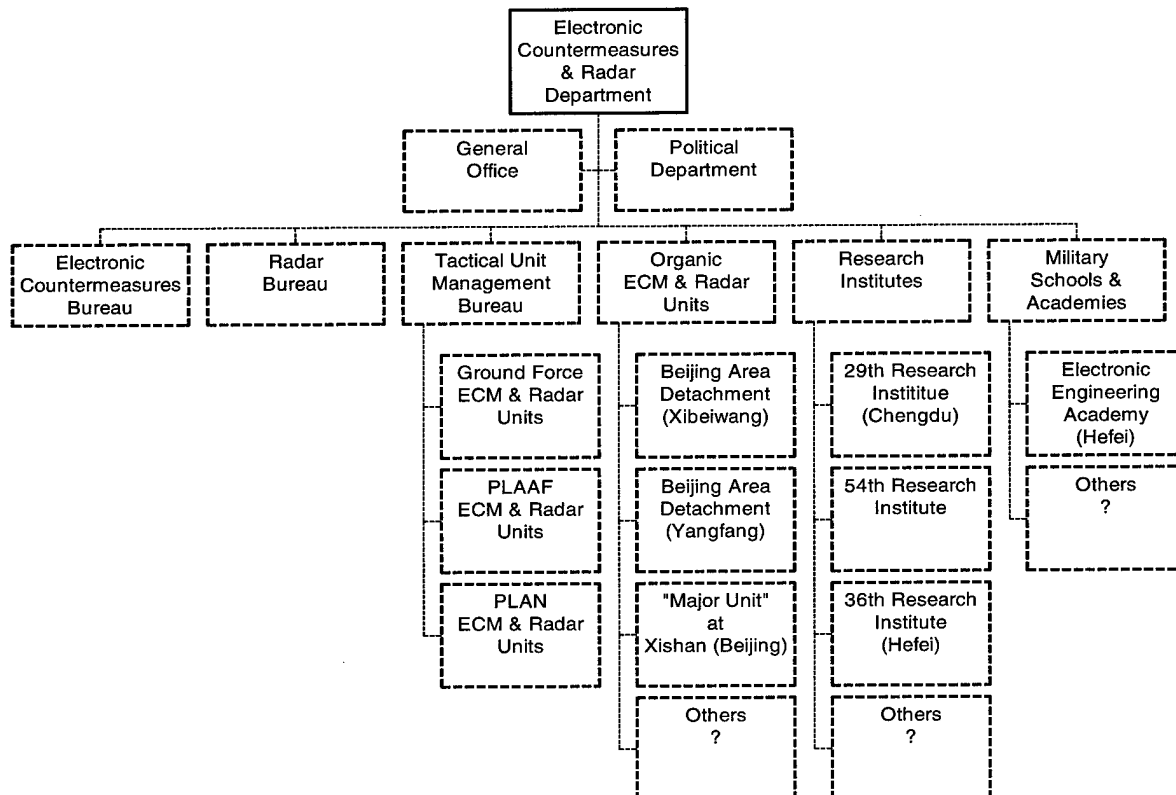 Electronic
Countermeasures
& Radar
Department
General
Office
Political
Department
Electronic
Countermeasures
Bureau
Radar
Bureau
Tactical Unit
Management
Bureau
Organic
ECM & Radar
Units
Research
Institutes
Military
Schools &
Academies
Ground Force
ECM & Radar
Units
PLAAF
ECM & Radar
Units
PLAN
ECM & Radar
Units
Beijing Area
Detachment
(Xibeiwang)
Beijing Area
Detachment
(Yangfang)
"Major Unit"
at
Xishan (Beijing)
Others
?
29th Research
Instititue
(Chengdu)
54th Research
Institute
36th Research
Institute
(Hefei)
Others
?
Electronic
Engineering
Academy
(Hefei)
Others
?